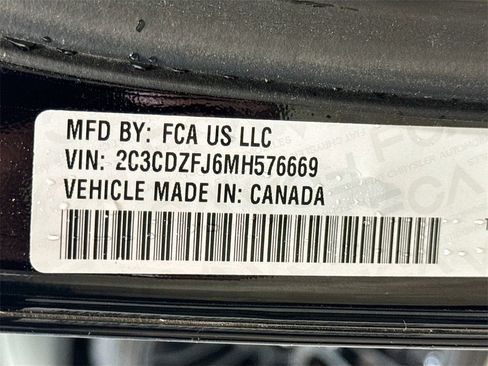 MFD BY: FCA US LLC
VIN: 2C3CDZFJ6MH576669
VEHICLE MADE IN: CANADA